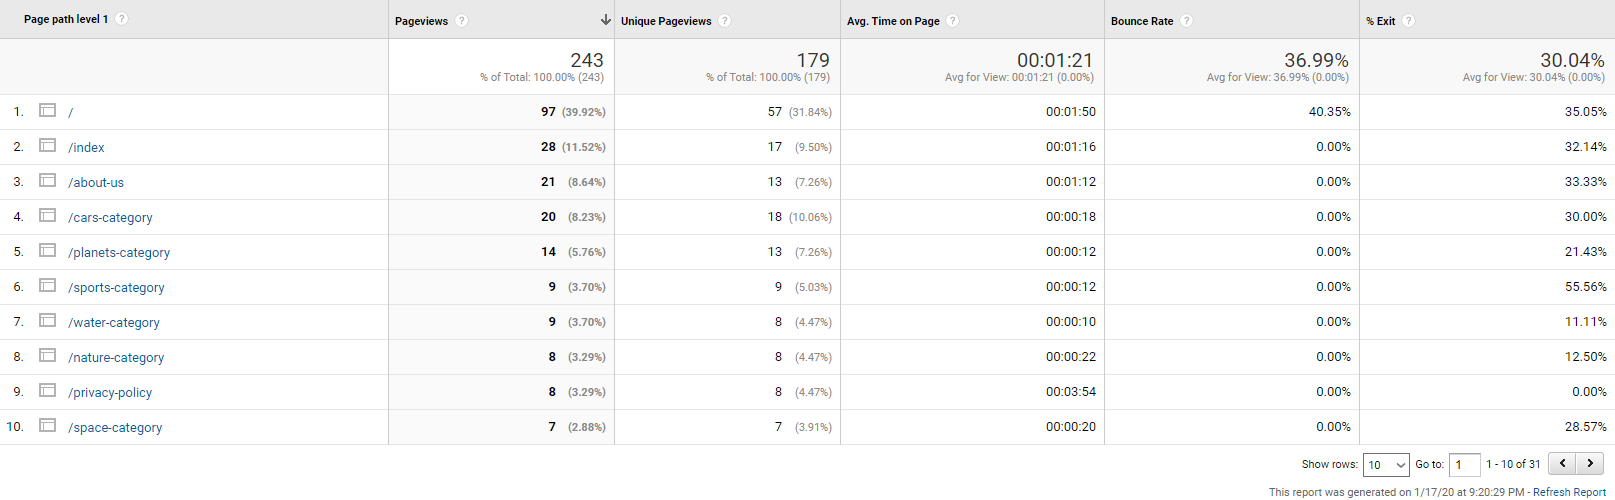 Page path level 1 ? Pageviews ? Unique Pageviews ? Avg. Time on Page ? Bounce Rate ? % Exit ?
243 179 00:01:21 36.99% 30.04%
% of Total: 100.00% (243) % of Total: 100.00% (179) Avg for View: 00:01:21 (0.00%) Avg for View: 36.99% (0.00%) Avg for View: 30.04% (0.00%)
1. / 97 (39.92%) 57 (31.84%) 00:01:50 40.35% 35.05%
2. /index 28 (11.52%) 17 (9.50%) 00:01:16 0.00% 32.14%
3. /about-us 21 (8.64%) 13 (7.26%) 00:01:12 0.00% 33.33%
4. /cars-category 20 (8.23%) 18 (10.06%) 00:00:18 0.00% 30.00%
5. /planets-category 14 (5.76%) 13 (7.26%) 00:00:12 0.00% 21.43%
6. /sports-category 9 (3.70%) 9 (5.03%) 00:00:12 0.00% 55.56%
7. /water-category 9 (3.70%) 8 (4.47%) 00:00:10 0.00% 11.11%
8. /nature-category 8 (3.29%) 8 (4.47%) 00:00:22 0.00% 12.50%
9. /privacy-policy 8 (3.29%) 8 (4.47%) 00:03:54 0.00% 0.00%
10. /space-category 7 (2.88%) 7 (3.91%) 00:00:20 0.00% 28.57%
Show rows: 10 Go to: 1 1 - 10 of 31
This report was generated on 1/17/20 at 9:20:29 PM - Refresh Report